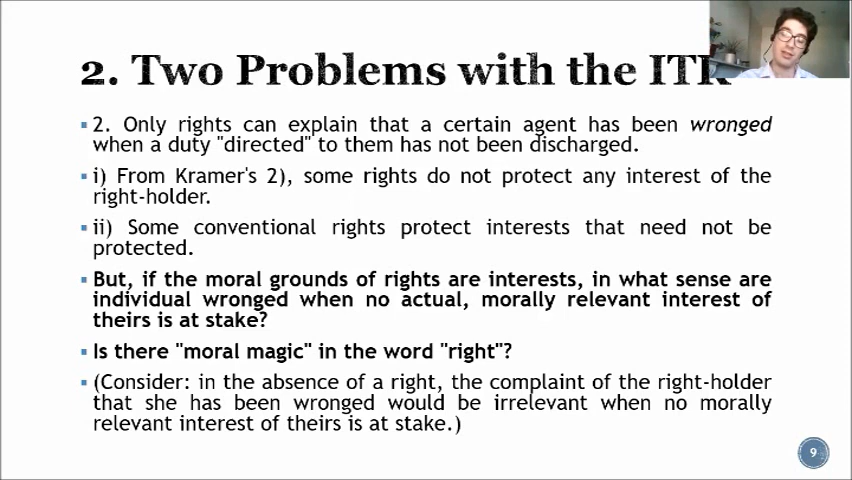 2. Two Problems with the ITR
▪ 2. Only rights can explain that a certain agent has been wronged
when a duty "directed" to them has not been discharged.
▪ i) From Kramer's 2), some rights do not protect any interest of the
right-holder.
▪ ii) Some conventional rights protect interests that need not be
protected.
▪ But, if the moral grounds of rights are interests, in what sense are
individual wronged when no actual, morally relevant interest of
theirs is at stake?
▪ Is there "moral magic" in the word "right"?
▪ (Consider: in the absence of a right, the complaint of the right-holder
that she has been wronged would be irrelevant when no morally
relevant interest of theirs is at stake.)
9